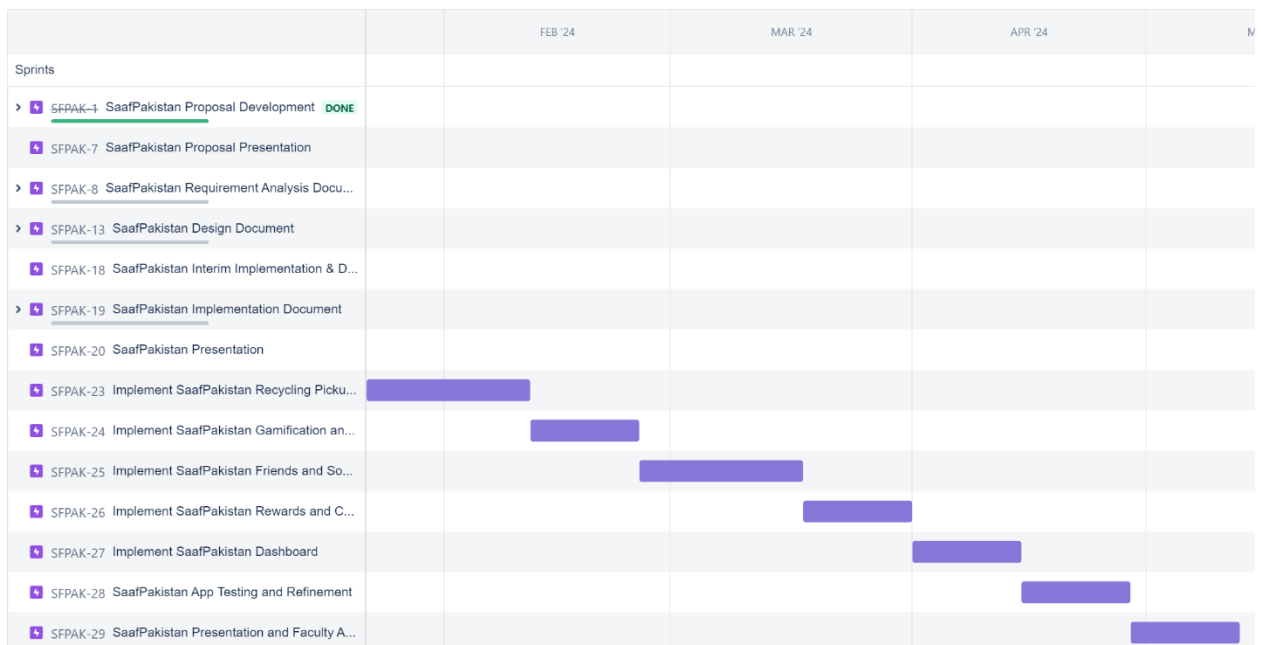 FEB '24 MAR '24 APR '24 M
Sprints
SFPAK-1 SaafPakistan Proposal Development DONE
SFPAK-7 SaafPakistan Proposal Presentation
SFPAK-8 SaafPakistan Requirement Analysis Docu...
SFPAK-13 SaafPakistan Design Document
SFPAK-18 SaafPakistan Interim Implementation & D...
SFPAK-19 SaafPakistan Implementation Document
SFPAK-20 SaafPakistan Presentation
SFPAK-23 Implement SaafPakistan Recycling Picku...
SFPAK-24 Implement SaafPakistan Gamification an...
SFPAK-25 Implement SaafPakistan Friends and So...
SFPAK-26 Implement SaafPakistan Rewards and C...
SFPAK-27 Implement SaafPakistan Dashboard
SFPAK-28 SaafPakistan App Testing and Refinement
SFPAK-29 SaafPakistan Presentation and Faculty A...